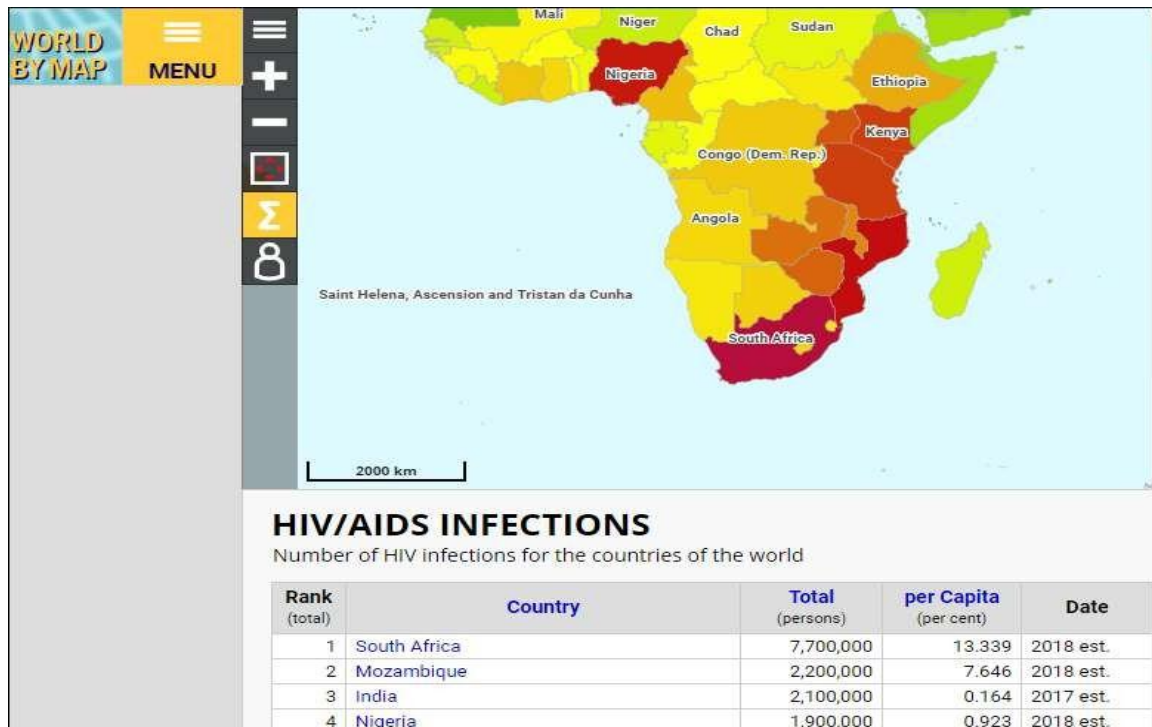 WORLD
BY MAP
MENU
Mali
Niger
Chad
Sudan
Nigeria
Ethiopia
Kenya
Congo (Dem. Rep.)
Angola
Saint Helena, Ascension and Tristan da Cunha
South Africa
2000 km
HIV/AIDS INFECTIONS
Number of HIV infections for the countries of the world
Rank (total) Country Total (persons) per Capita (per cent) Date
1 South Africa 7,700,000 13.339 2018 est.
2 Mozambique 2,200,000 7.646 2018 est.
3 India 2,100,000 0.164 2017 est.
4 Nigeria 1,900,000 0.923 2018 est.